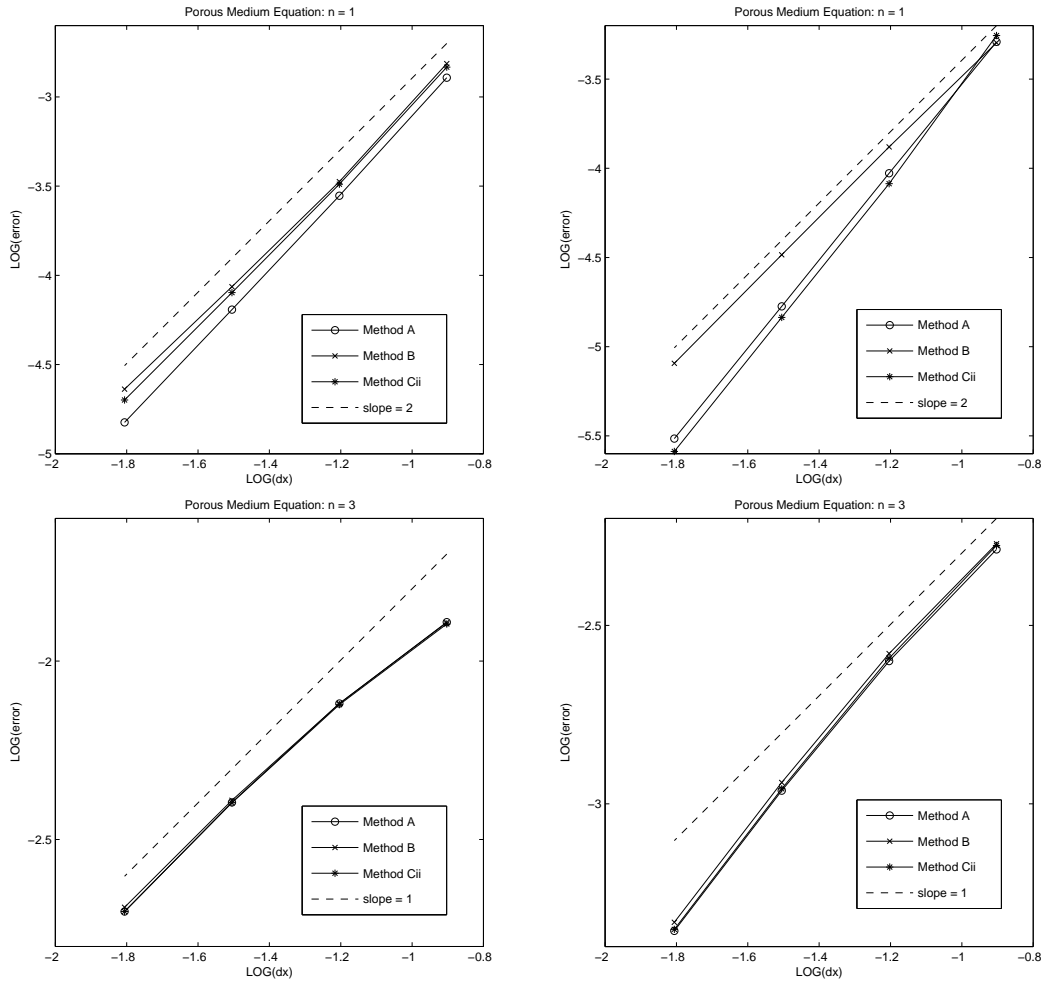 Porous Medium Equation: n = 1
−3
−3.5
−4
−4.5
−5
LOG(error)
−2
−1.8
−1.6
−1.4
−1.2
−1
−0.8
LOG(dx)
Method A
Method B
Method Cii
slope = 2
Porous Medium Equation: n = 1
−3.5
−4
−4.5
−5
−5.5
LOG(error)
−2
−1.8
−1.6
−1.4
−1.2
−1
−0.8
LOG(dx)
Method A
Method B
Method Cii
slope = 2
Porous Medium Equation: n = 3
−2
−2.5
LOG(error)
−2
−1.8
−1.6
−1.4
−1.2
−1
−0.8
LOG(dx)
Method A
Method B
Method Cii
slope = 1
Porous Medium Equation: n = 3
−2.5
−3
LOG(error)
−2
−1.8
−1.6
−1.4
−1.2
−1
−0.8
LOG(dx)
Method A
Method B
Method Cii
slope = 1